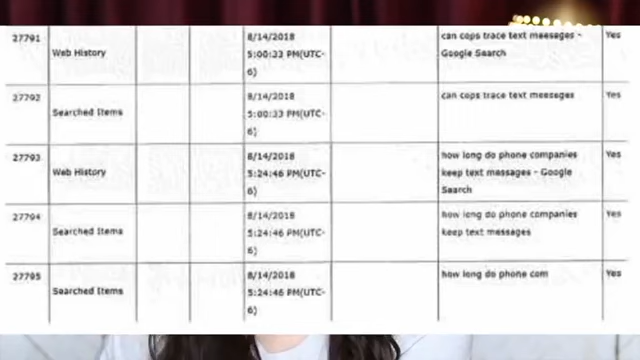 27791 Web History 8/14/2018 5:00:33 PM(UTC-6) can cops trace text messages - Google Search Yes
27792 Searched Items 8/14/2018 5:00:33 PM(UTC-6) can cops trace text messages Yes
27793 Web History 8/14/2018 5:24:46 PM(UTC-6) how long do phone companies keep text messages - Google Search Yes
27794 Searched Items 8/14/2018 5:24:46 PM(UTC-6) how long do phone companies keep text messages Yes
27795 Searched Items 8/14/2018 5:24:46 PM(UTC-6) how long do phone com Yes